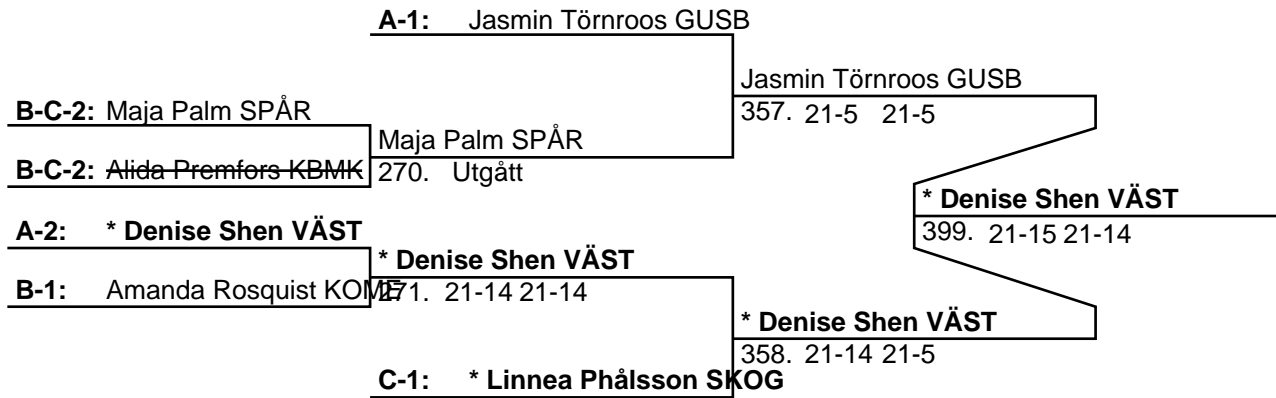 A-1: Jasmin Törnroos GUSB
Jasmin Törnroos GUSB
B-C-2: Maja Palm SPÅR
357. 21-5 21-5
Maja Palm SPÅR
B-C-2: Alida Premfors KBMK
270. Utgått
* Denise Shen VÄST
A-2: * Denise Shen VÄST
399. 21-15 21-14
* Denise Shen VÄST
B-1: Amanda Rosquist KOME
271. 21-14 21-14
* Denise Shen VÄST
358. 21-14 21-5
C-1: * Linnea Phålsson SKOG